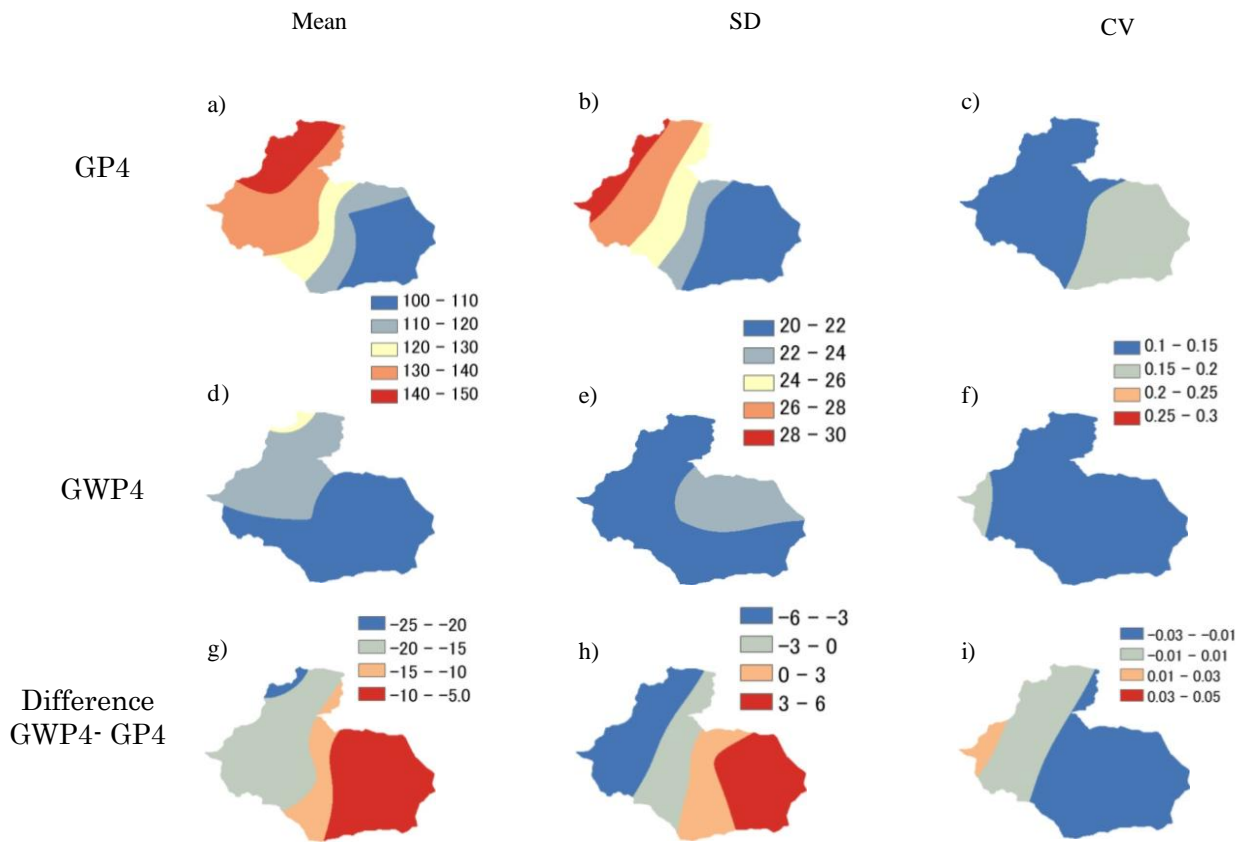 Mean
SD
CV
a)
b)
c)
GP4
100 - 110
110 - 120
120 - 130
130 - 140
140 - 150
20 - 22
22 - 24
24 - 26
26 - 28
28 - 30
0.1 - 0.15
0.15 - 0.2
0.2 - 0.25
0.25 - 0.3
d)
e)
f)
GWP4
-25 - -20
-20 - -15
-15 - -10
-10 - -5.0
-6 - -3
-3 - 0
0 - 3
3 - 6
-0.03 - -0.01
-0.01 - 0.01
0.01 - 0.03
0.03 - 0.05
g)
h)
i)
Difference
GWP4- GP4